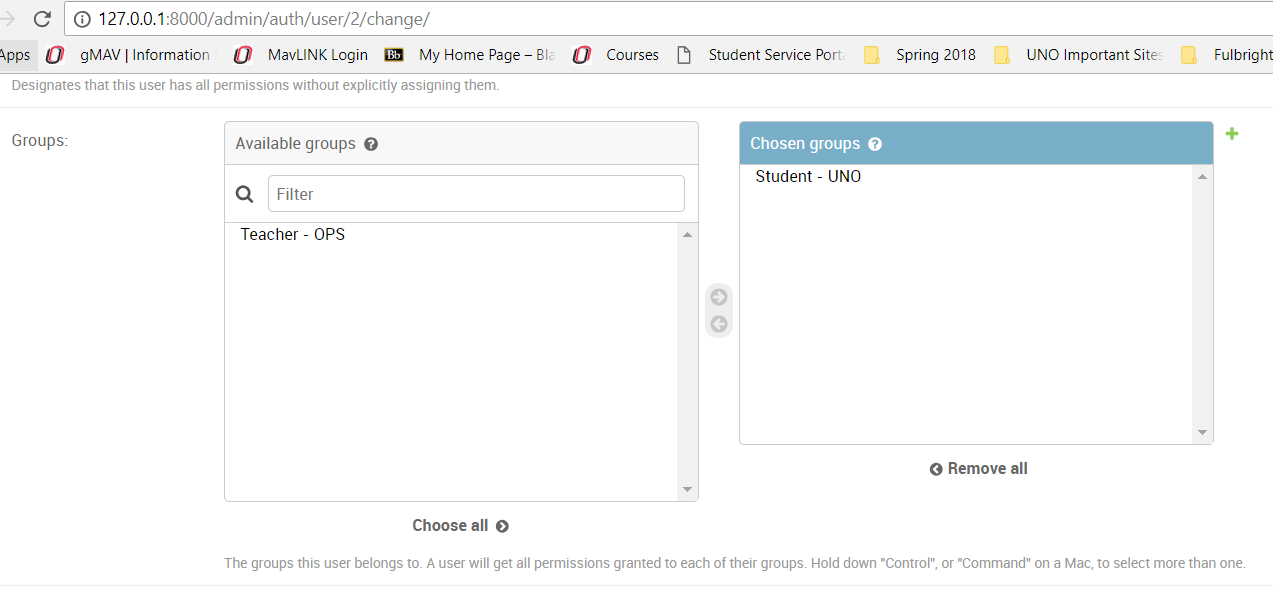 127.0.0.1:8000/admin/auth/user/2/change/
Apps gMAV | Information MavLINK Login Bb My Home Page – Bla Courses Student Service Porta Spring 2018 UNO Important Sites Fulbright
Designates that this user has all permissions without explicitly assigning them.
Groups:
Available groups ?
Filter
Teacher - OPS
Choose all
Chosen groups ?
Student - UNO
Remove all
The groups this user belongs to. A user will get all permissions granted to each of their groups. Hold down "Control", or "Command" on a Mac, to select more than one.